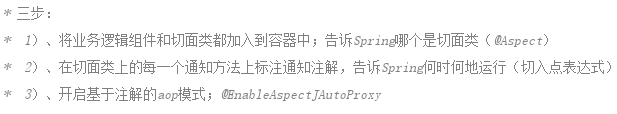 * 三步：
* 1）、将业务逻辑组件和切面类都加入到容器中；告诉Spring哪个是切面类（@Aspect）
* 2）、在切面类上的每一个通知方法上标注通知注解，告诉Spring何时何地运行（切入点表达式）
* 3）、开启基于注解的aop模式；@EnableAspectJAutoProxy